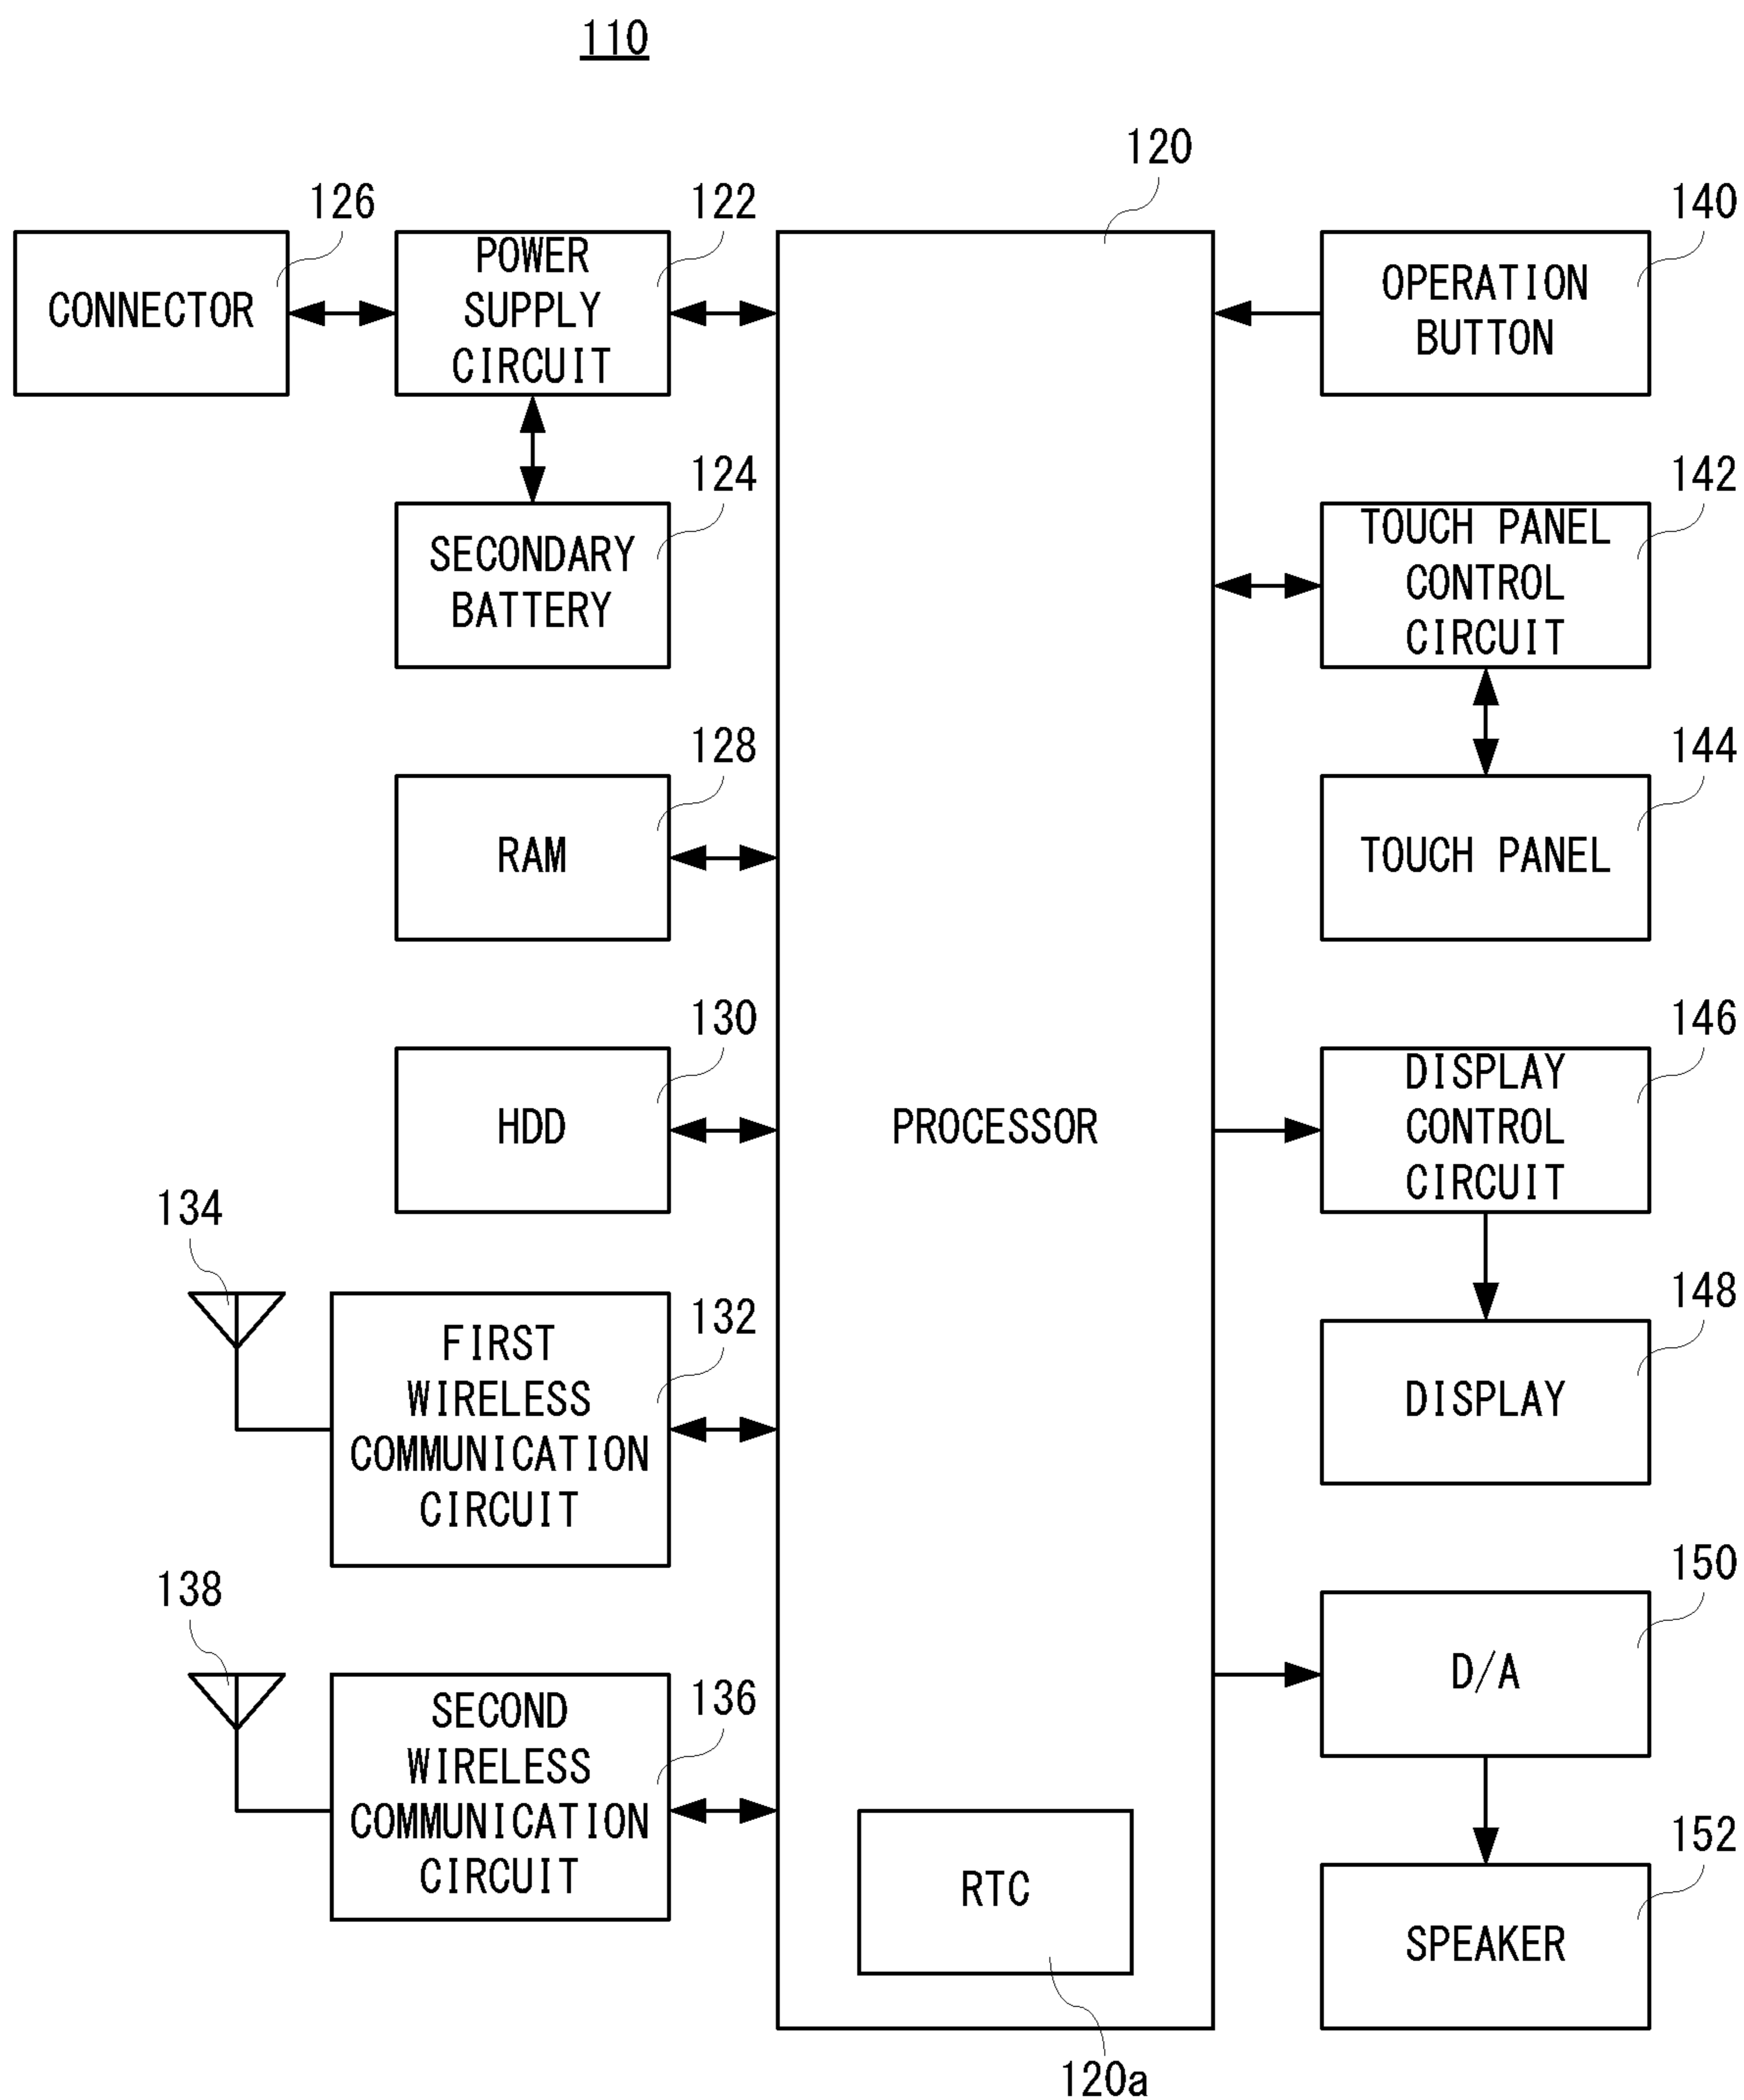 110
120
126
122
140
CONNECTOR
POWER
SUPPLY
CIRCUIT
OPERATION
BUTTON
124
142
SECONDARY
BATTERY
TOUCH PANEL
CONTROL
CIRCUIT
128
144
RAM
TOUCH PANEL
130
146
HDD
PROCESSOR
DISPLAY
CONTROL
CIRCUIT
134
132
148
FIRST
WIRELESS
COMMUNICATION
CIRCUIT
DISPLAY
138
150
136
SECOND
WIRELESS
COMMUNICATION
CIRCUIT
D/A
152
RTC
SPEAKER
120a